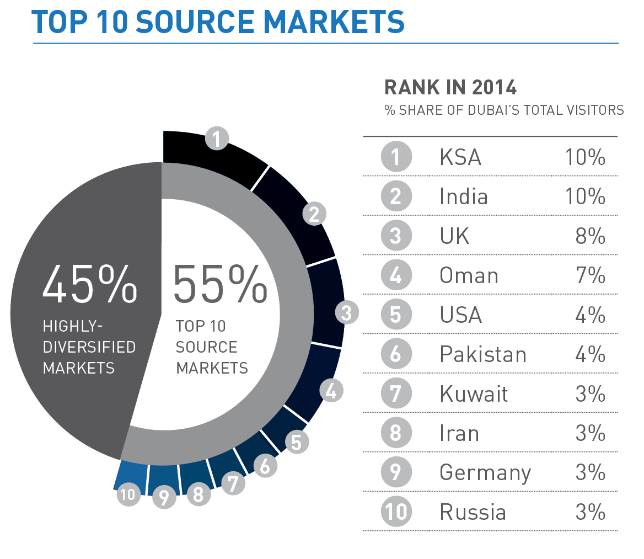 TOP 10 SOURCE MARKETS
45%
HIGHLY-
DIVERSIFIED
MARKETS
55%
TOP 10
SOURCE
MARKETS
1
2
3
4
5
6
7
8
9
10
RANK IN 2014
% SHARE OF DUBAI'S TOTAL VISITORS
1 KSA 10%
2 India 10%
3 UK 8%
4 Oman 7%
5 USA 4%
6 Pakistan 4%
7 Kuwait 3%
8 Iran 3%
9 Germany 3%
10 Russia 3%